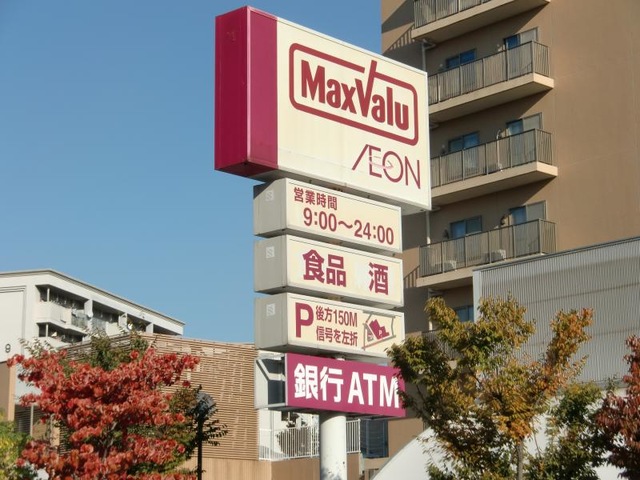 MaxValu
ÆON
営業時間
9:00〜24:00
食品 酒
P 後方150M
信号を左折
銀行ATM